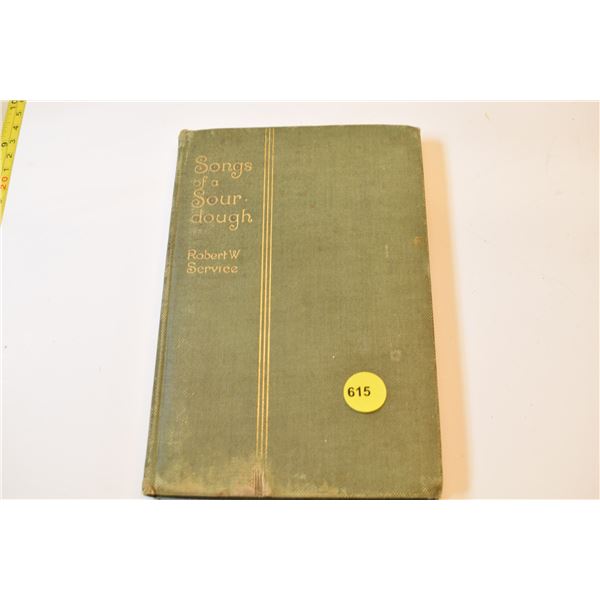 Songs
of a
Sour-
dough
Robert W
Service
615